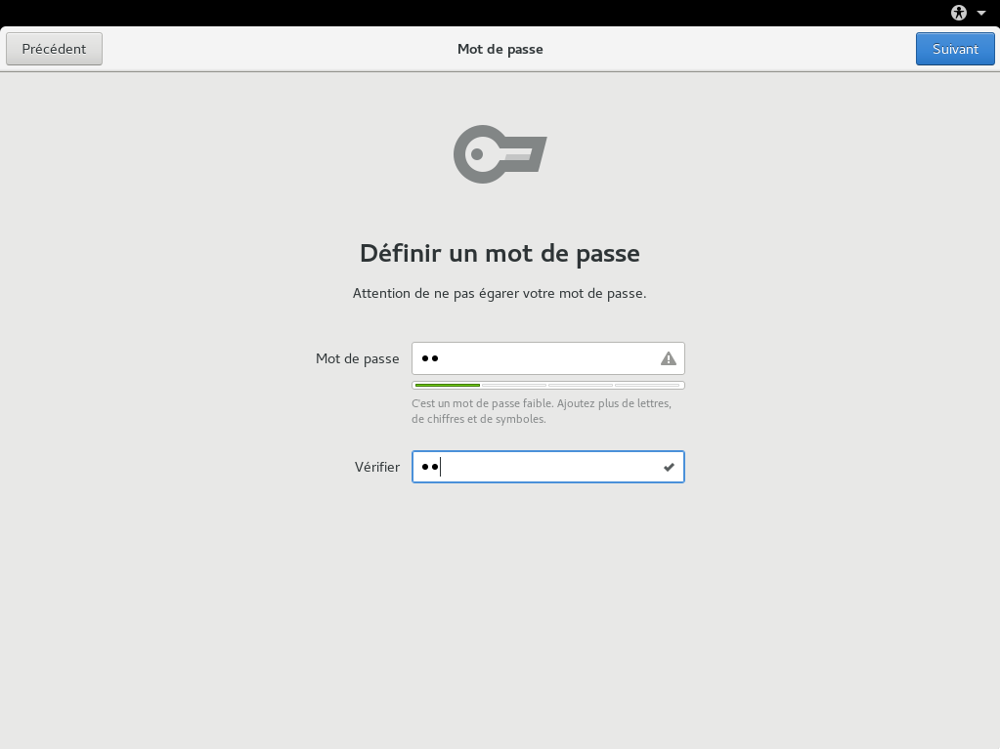 Précédent
Mot de passe
Suivant
Définir un mot de passe
Attention de ne pas égarer votre mot de passe.
Mot de passe
C'est un mot de passe faible. Ajoutez plus de lettres,
de chiffres et de symboles.
Vérifier